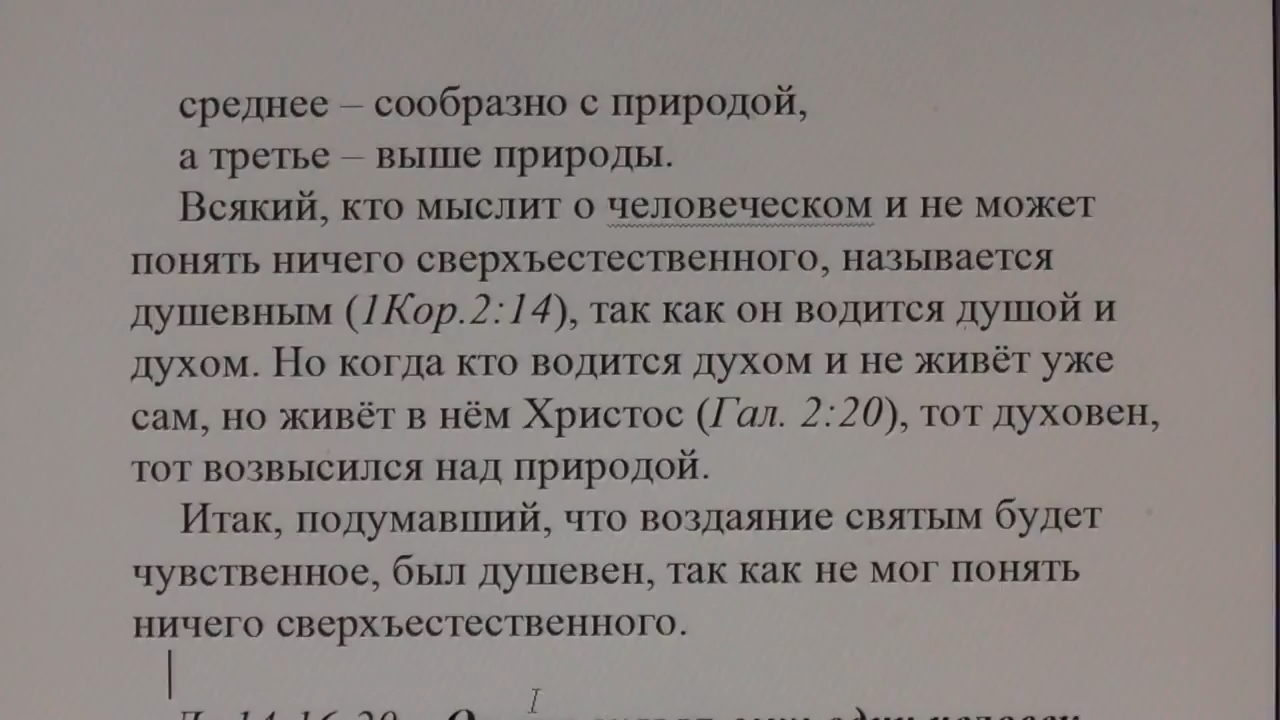 среднее – сообразно с природой,
а третье – выше природы.
Всякий, кто мыслит о человеческом и не может
понять ничего сверхъестественного, называется
душевным (1Кор.2:14), так как он водится душой и
духом. Но когда кто водится духом и не живёт уже
сам, но живёт в нём Христос (Гал. 2:20), тот духовен,
тот возвысился над природой.
Итак, подумавший, что воздаяние святым будет
чувственное, был душевен, так как не мог понять
ничего сверхъестественного.